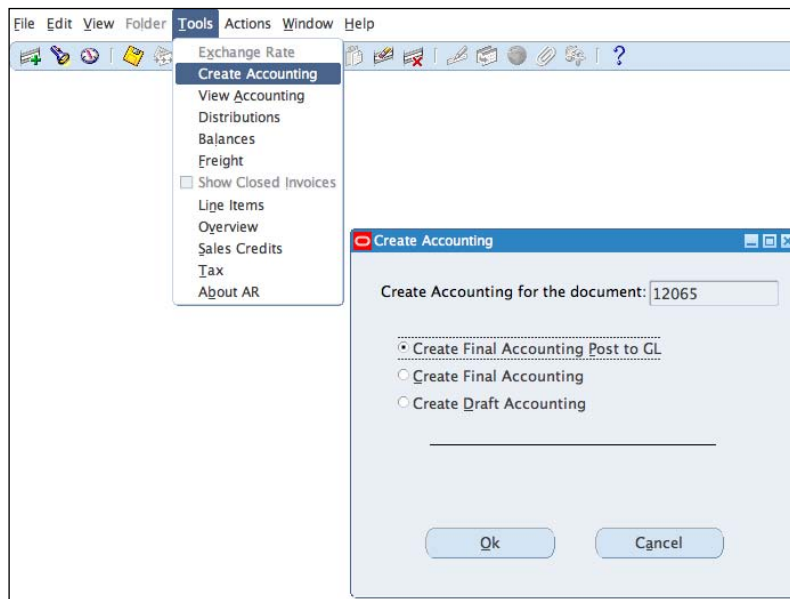 File Edit View Folder Tools Actions Window Help
Exchange Rate
Create Accounting
View Accounting
Distributions
Balances
Freight
Show Closed Invoices
Line Items
Overview
Sales Credits
Tax
About AR
Create Accounting
Create Accounting for the document: 12065
Create Final Accounting Post to GL
Create Final Accounting
Create Draft Accounting
Ok Cancel